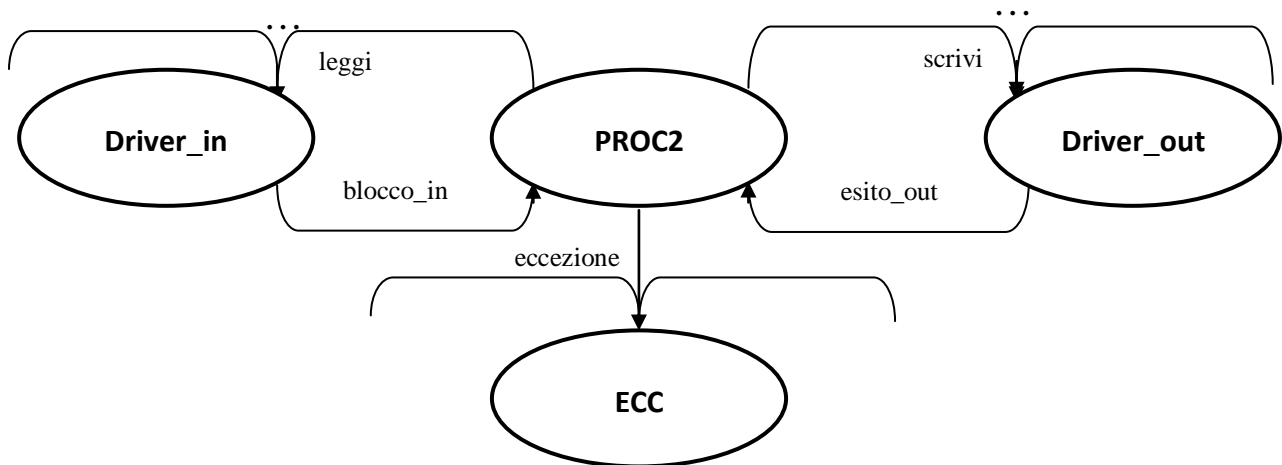 …
…
leggi
scrivi
Driver_in
PROC2
Driver_out
blocco_in
esito_out
eccezione
ECC